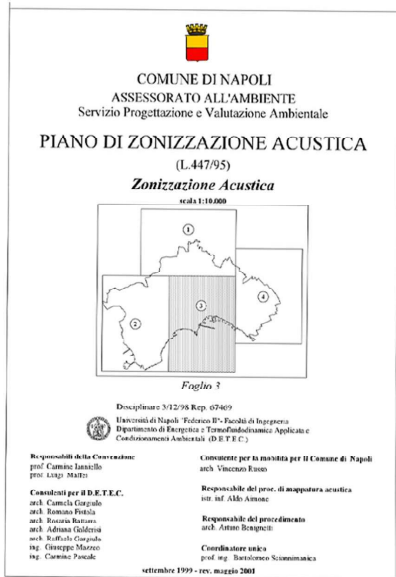 COMUNE DI NAPOLI
ASSESSORATO ALL'AMBIENTE
Servizio Progettazione e Valutazione Ambientale
PIANO DI ZONIZZAZIONE ACUSTICA
(L.447/95)
Zonizzazione Acustica
scala 1:10.000
1
2
3
4
Foglio 3
Disciplinare 3/12/98 Rep. 67469
Università di Napoli "Federico II"- Facoltà di Ingegneria
Dipartimento di Energetica e Termofluidodinamica Applicata e
Condizionamenti Ambientali (D.E.T.E.C.)
Responsabili della Convenzione
prof. Carmine Ianniello
prof. Luigi Maffei
Consulenti per il D.E.T.E.C.
arch. Carmela Gargiulo
arch. Romano Fistola
arch. Rosaria Battarra
arch. Adriana Galderisi
arch. Raffaela Gargiulo
ing. Giuseppe Mazzeo
ing. Carmine Pascale
Consulente per la mobilità per il Comune di Napoli
arch. Vincenzo Russo
Responsabile del proc. di mappatura acustica
istr. inf. Aldo Aimone
Responsabile del procedimento
arch. Arturo
Coordinatore unico
prof. ing. Bartolomeo Sciannimanica
settembre 1999 - rev. maggio 2001